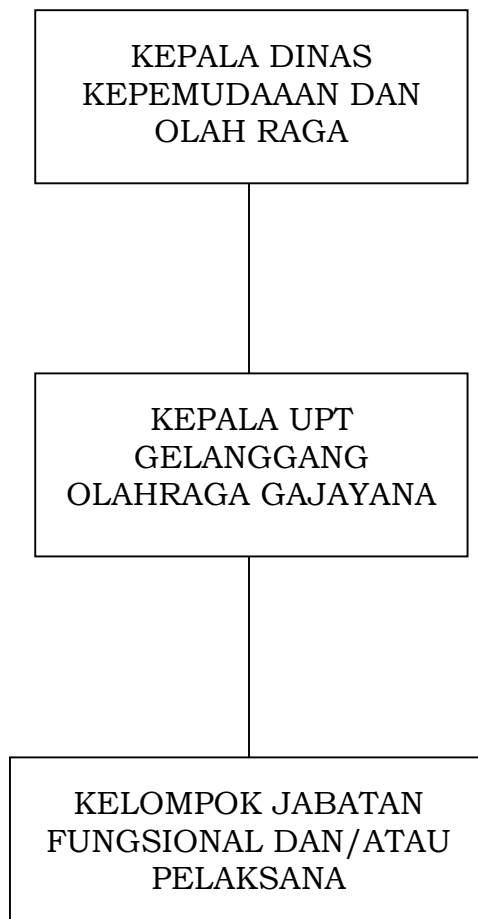 KEPALA DINAS
KEPEMUDAAAN DAN
OLAH RAGA
KEPALA UPT
GELANGGANG
OLAHRAGA GAJAYANA
KELOMPOK JABATAN
FUNGSIONAL DAN/ATAU
PELAKSANA